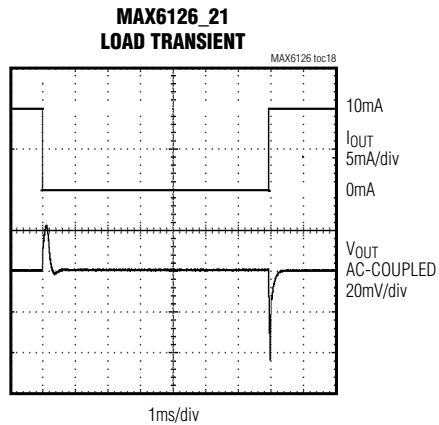 MAX6126_21
LOAD TRANSIENT
MAX6126 toc18
10mA
IOUT
5mA/div
0mA
VOUT
AC-COUPLED
20mV/div
1ms/div